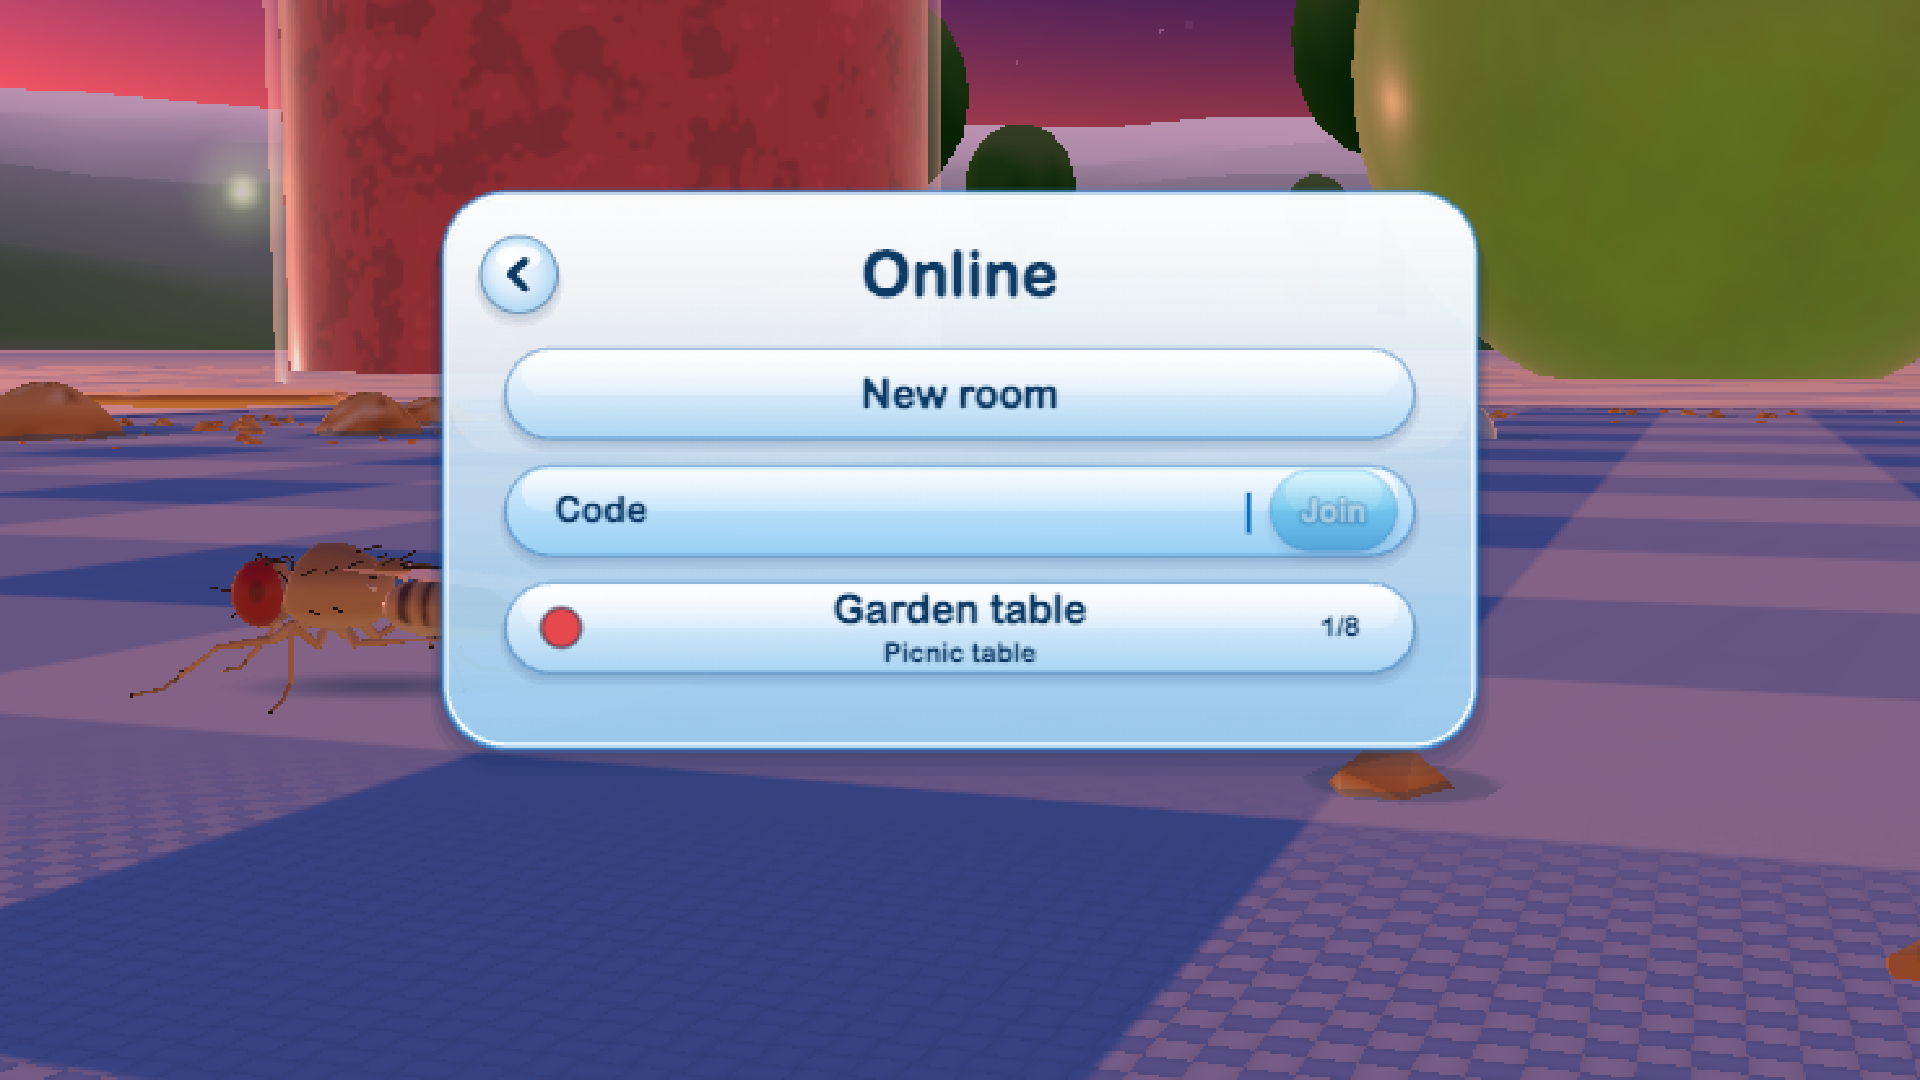 Online
New room
Code
Join
Garden table
1/8
Picnic table